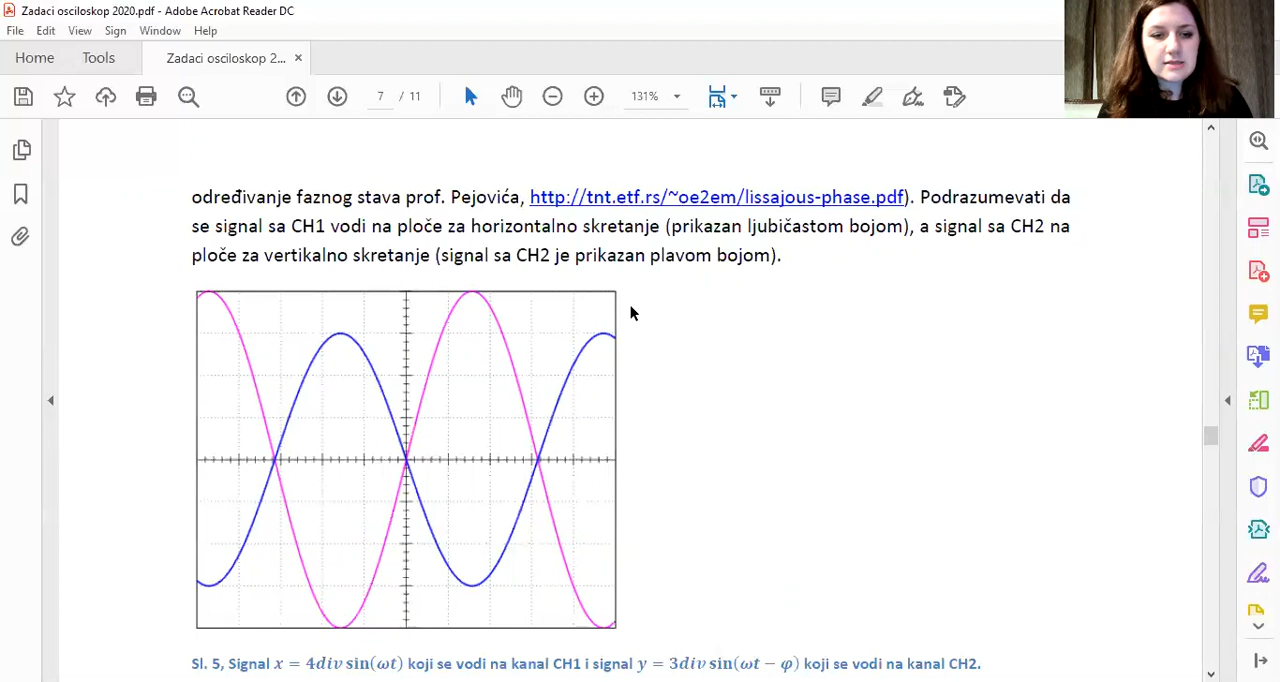 Zadaci osciloskop 2020.pdf - Adobe Acrobat Reader DC
File Edit View Sign Window Help
Home Tools Zadaci osciloskop 2... ×
7 / 11 131%
određivanje faznog stava prof. Pejovića, http://tnt.etf.rs/~oe2em/lissajous-phase.pdf). Podrazumevati da
se signal sa CH1 vodi na ploče za horizontalno skretanje (prikazan ljubičastom bojom), a signal sa CH2 na
ploče za vertikalno skretanje (signal sa CH2 je prikazan plavom bojom).
Sl. 5, Signal x = 4div sin(ωt) koji se vodi na kanal CH1 i signal y = 3div sin(ωt − φ) koji se vodi na kanal CH2.